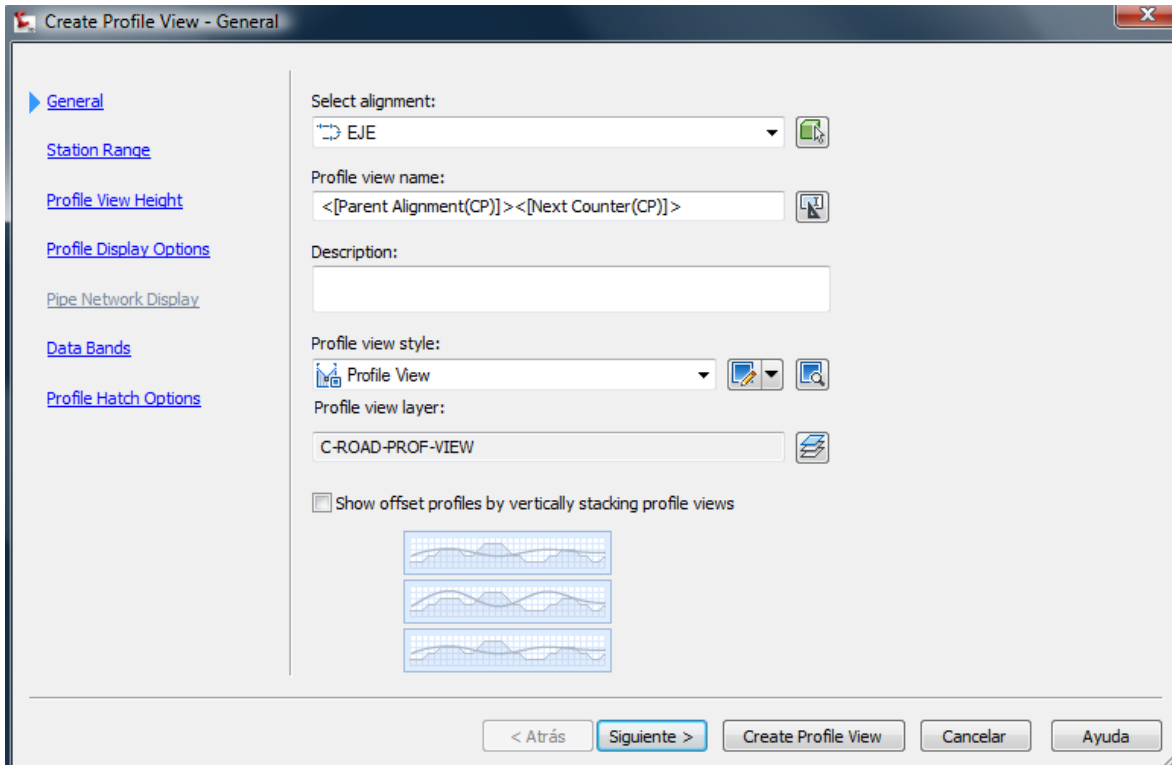 Create Profile View - General
General
Station Range
Profile View Height
Profile Display Options
Pipe Network Display
Data Bands
Profile Hatch Options
Select alignment:
EJE
Profile view name:
<[Parent Alignment(CP)]><[Next Counter(CP)]>
Description:
Profile view style:
Profile View
Profile view layer:
C-ROAD-PROF-VIEW
Show offset profiles by vertically stacking profile views
< Atrás
Siguiente >
Create Profile View
Cancelar
Ayuda